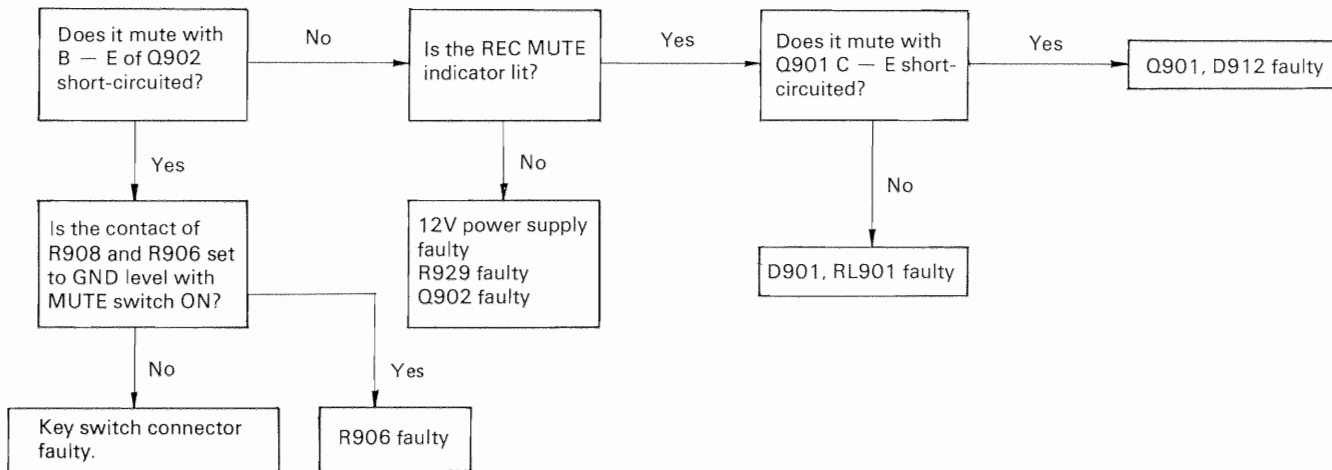 Does it mute with
B — E of Q902
short-circuited?
No
Is the REC MUTE
indicator lit?
Yes
Does it mute with
Q901 C — E short-
circuited?
Yes
Q901, D912 faulty
Yes
No
No
Is the contact of
R908 and R906 set
to GND level with
MUTE switch ON?
12V power supply
faulty
R929 faulty
Q902 faulty
D901, RL901 faulty
No
Yes
Key switch connector
faulty.
R906 faulty